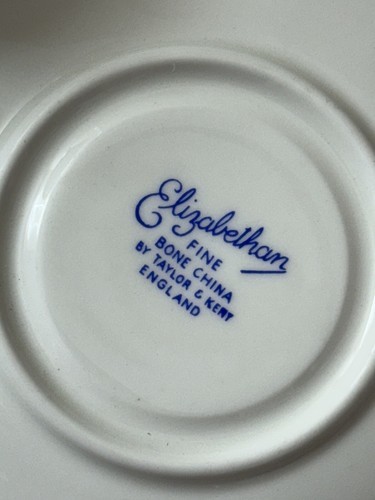 Elizabethan
FINE
BONE CHINA
BY TAYLOR & KENT
ENGLAND